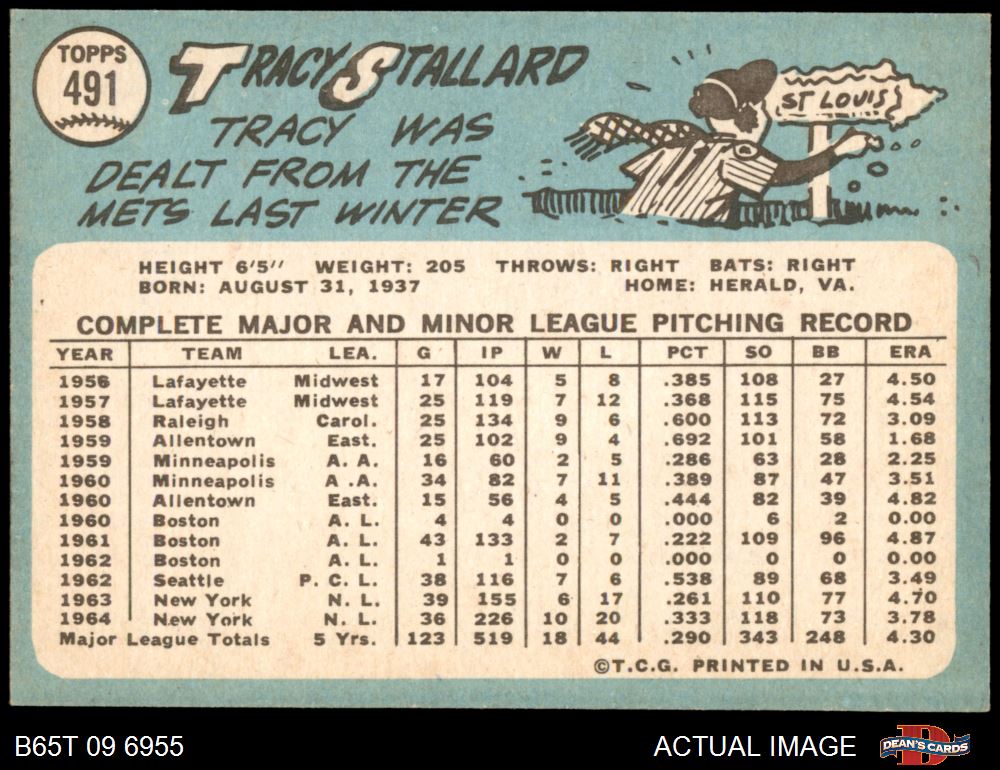 TOPPS
491
TRACY STALLARD
TRACY WAS
DEALT FROM THE
METS LAST WINTER
ST LOUIS
HEIGHT 6'5" WEIGHT: 205 THROWS: RIGHT BATS: RIGHT
BORN: AUGUST 31, 1937 HOME: HERALD, VA.
COMPLETE MAJOR AND MINOR LEAGUE PITCHING RECORD
YEAR TEAM LEA. G IP W L PCT SO BB ERA
1956 Lafayette Midwest 17 104 5 8 .385 108 27 4.50
1957 Lafayette Midwest 25 119 7 12 .368 115 75 4.54
1958 Raleigh Carol. 25 134 9 6 .600 113 72 3.09
1959 Allentown East. 25 102 9 4 .692 101 58 1.68
1959 Minneapolis A. A. 16 60 2 5 .286 63 28 2.25
1960 Minneapolis A .A. 34 82 7 11 .389 87 47 3.51
1960 Allentown East. 15 56 4 5 .444 82 39 4.82
1960 Boston A. L. 4 4 0 0 .000 6 2 0.00
1961 Boston A. L. 43 133 2 7 .222 109 96 4.87
1962 Boston A. L. 1 1 0 0 .000 0 0 0.00
1962 Seattle P. C. L. 38 116 7 6 .538 89 68 3.49
1963 New York N. L. 39 155 6 17 .261 110 77 4.70
1964 New York N. L. 36 226 10 20 .333 118 73 3.78
Major League Totals 5 Yrs. 123 519 18 44 .290 343 248 4.30
©T.C.G. PRINTED IN U.S.A.
B65T 09 6955 ACTUAL IMAGE DEAN'S CARDS